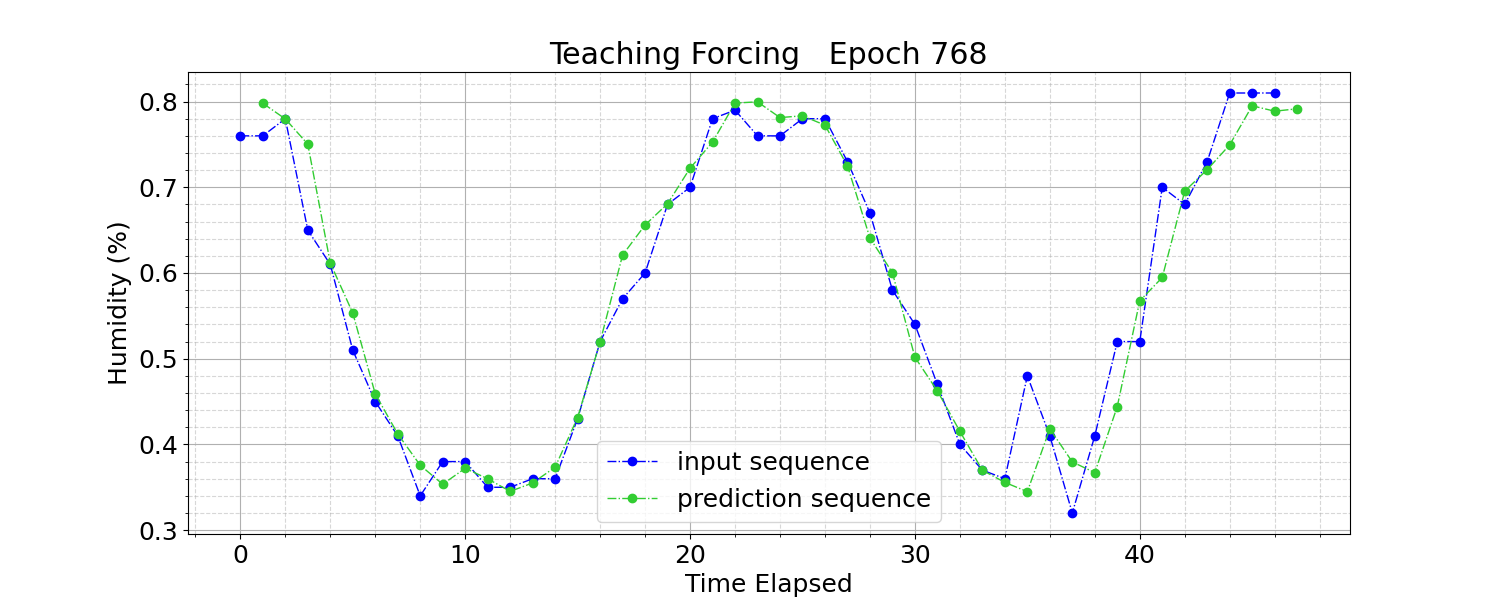 Teaching Forcing   Epoch 768
Humidity (%)
0.8
0.7
0.6
0.5
0.4
0.3
input sequence
prediction sequence
0 10 20 30 40
Time Elapsed